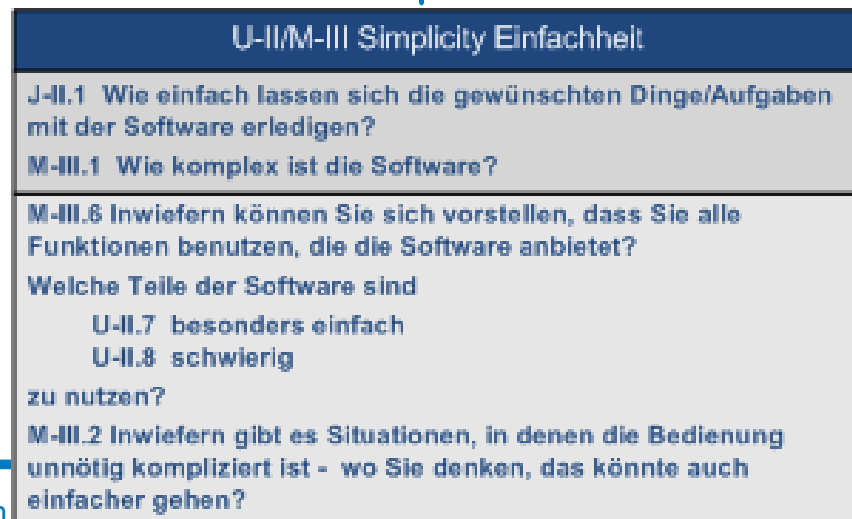 U-II/M-III Simplicity Einfachheit
J-II.1 Wie einfach lassen sich die gewünschten Dinge/Aufgaben
mit der Software erledigen?
M-III.1 Wie komplex ist die Software?
M-III.6 Inwiefern können Sie sich vorstellen, dass Sie alle
Funktionen benutzen, die die Software anbietet?
Welche Teile der Software sind
U-II.7 besonders einfach
U-II.8 schwierig
zu nutzen?
M-III.2 Inwiefern gibt es Situationen, in denen die Bedienung
unnötig kompliziert ist - wo Sie denken, das könnte auch
einfacher gehen?